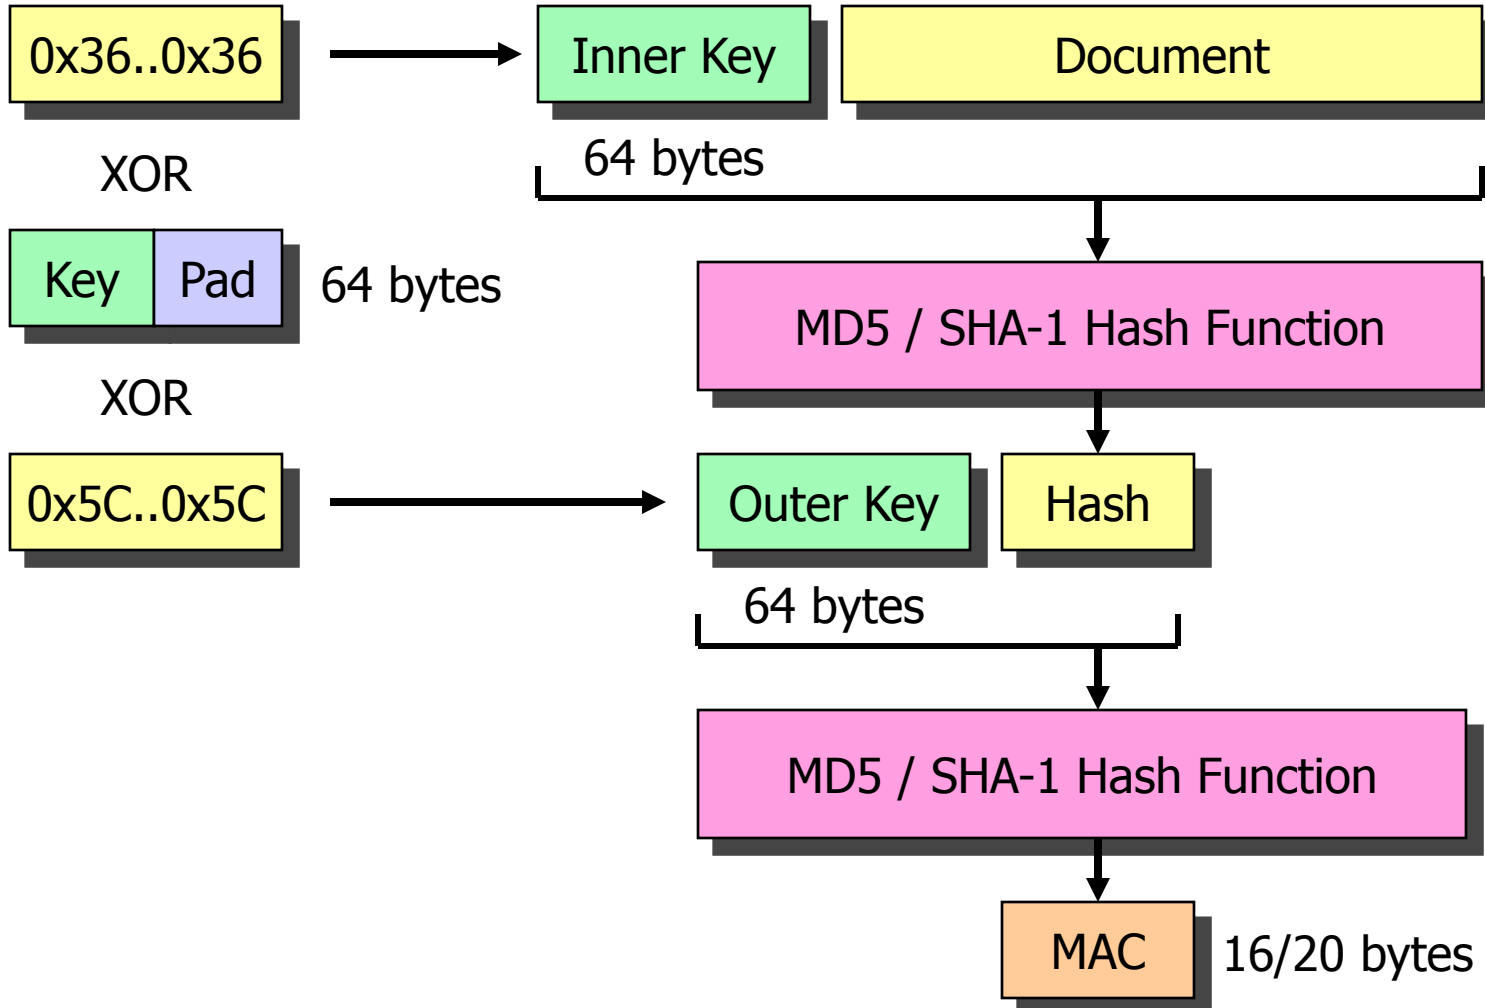 0x36..0x36
Inner Key
Document
64 bytes
XOR
Key
Pad
64 bytes
MD5 / SHA-1 Hash Function
XOR
0x5C..0x5C
Outer Key
Hash
64 bytes
MD5 / SHA-1 Hash Function
MAC
16/20 bytes